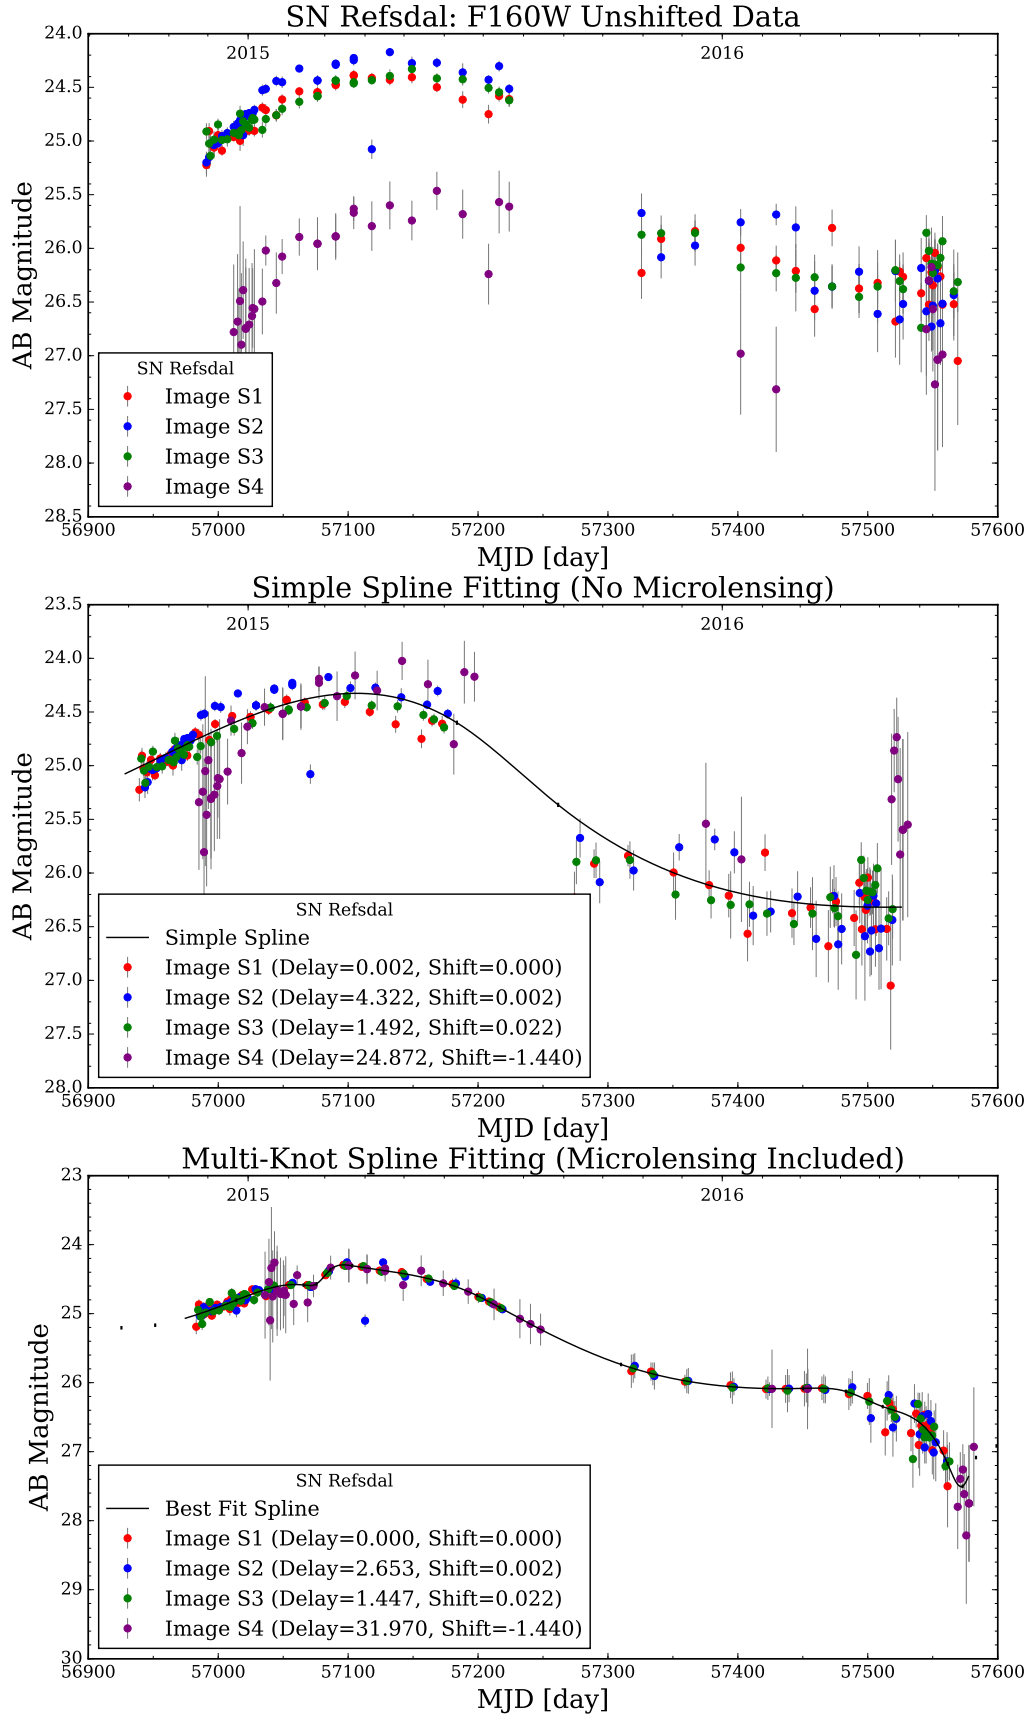 SN Refsdal: F160W Unshifted Data
2015
2016
24.0
24.5
25.0
25.5
26.0
26.5
27.0
27.5
28.0
28.5
AB Magnitude
SN Refsdal
Image S1
Image S2
Image S3
Image S4
56900
57000
57100
57200
57300
57400
57500
57600
MJD [day]
Simple Spline Fitting (No Microlensing)
2015
2016
23.5
24.0
24.5
25.0
25.5
26.0
26.5
27.0
27.5
28.0
AB Magnitude
SN Refsdal
Simple Spline
Image S1 (Delay=0.002, Shift=0.000)
Image S2 (Delay=4.322, Shift=0.002)
Image S3 (Delay=1.492, Shift=0.022)
Image S4 (Delay=24.872, Shift=-1.440)
56900
57000
57100
57200
57300
57400
57500
57600
MJD [day]
Multi-Knot Spline Fitting (Microlensing Included)
2015
2016
23
24
25
26
27
28
29
30
AB Magnitude
SN Refsdal
Best Fit Spline
Image S1 (Delay=0.000, Shift=0.000)
Image S2 (Delay=2.653, Shift=0.002)
Image S3 (Delay=1.447, Shift=0.022)
Image S4 (Delay=31.970, Shift=-1.440)
56900
57000
57100
57200
57300
57400
57500
57600
MJD [day]